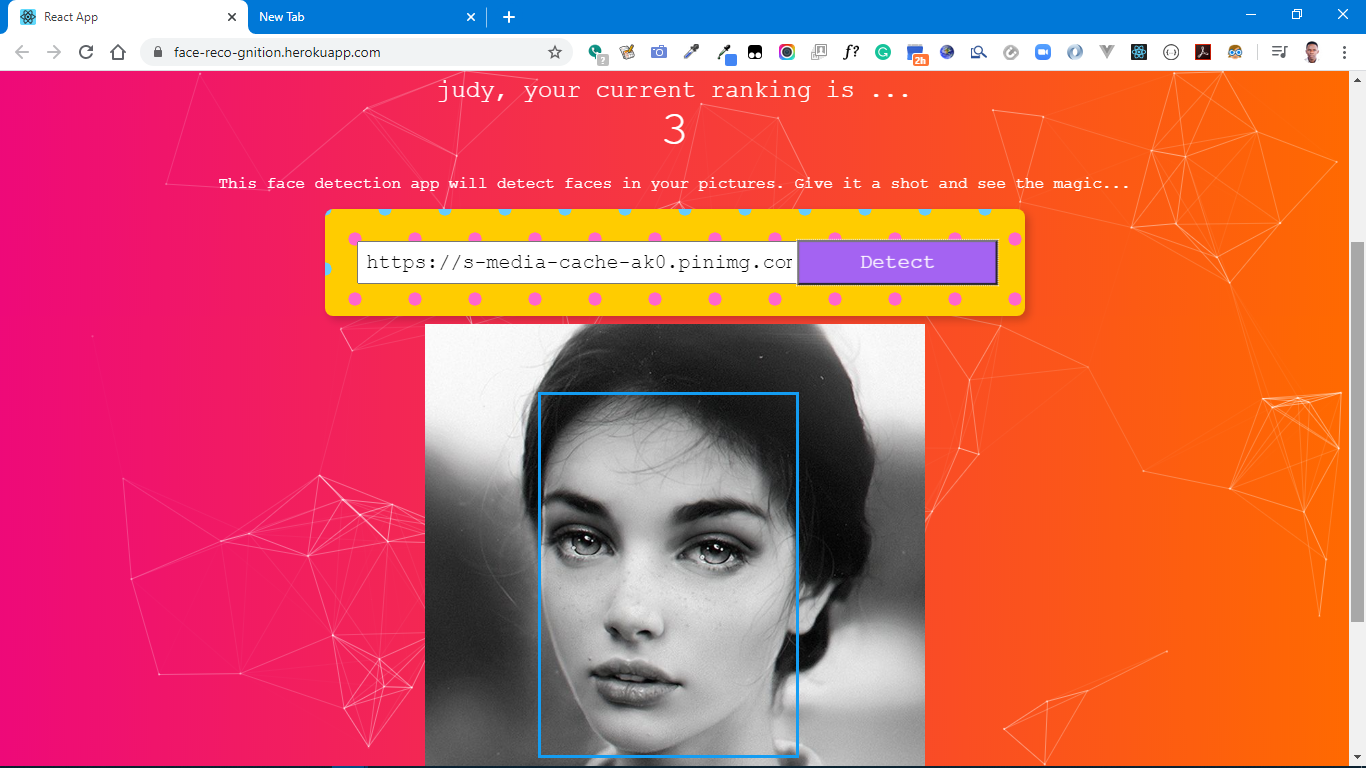 React App
New Tab
face-reco-gnition.herokuapp.com
f?
2h
judy, your current ranking is ...
3
This face detection app will detect faces in your pictures. Give it a shot and see the magic...
https://s-media-cache-ak0.pinimg.com
Detect